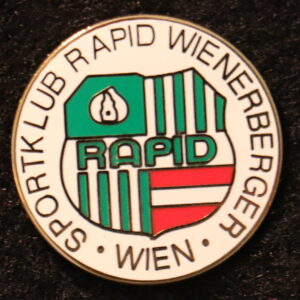 SPORTKLUB RAPID WIENERBERGER
RAPID
· WIEN ·